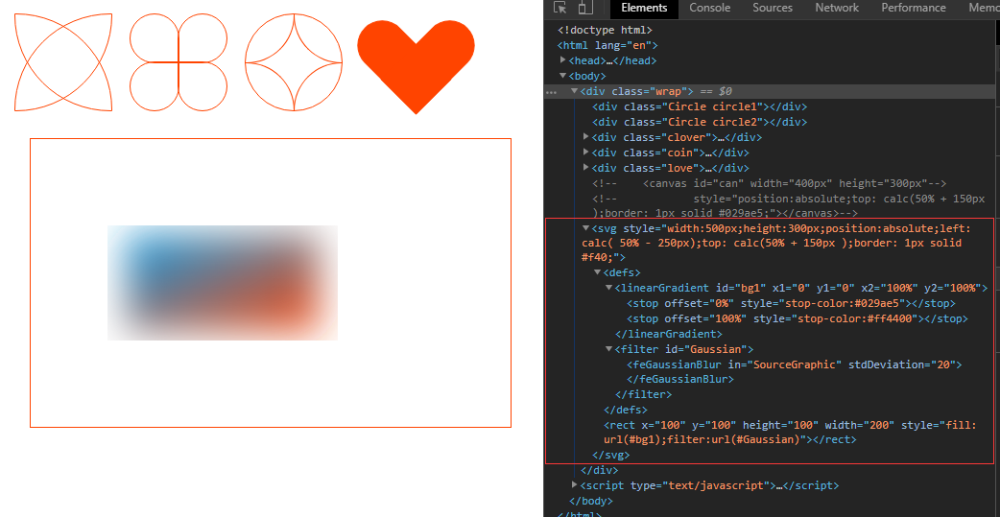 Elements Console Sources Network Performance Memo
<!doctype html>
<html lang="en">
<head>…</head>
<body>
… <div class="wrap"> == $0
<div class="Circle circle1"></div>
<div class="Circle circle2"></div>
<div class="clover">…</div>
<div class="coin">…</div>
<div class="love">…</div>
<!--    <canvas id="can" width="400px" height="300px"-->
<!--            style="position:absolute;top: calc(50% + 150px
);border: 1px solid #029ae5;"></canvas>-->
<svg style="width:500px;height:300px;position:absolute;left:
calc( 50% - 250px);top: calc(50% + 150px );border: 1px solid
#f40;">
<defs>
<linearGradient id="bg1" x1="0" y1="0" x2="100%" y2="100%">
<stop offset="0%" style="stop-color:#029ae5"></stop>
<stop offset="100%" style="stop-color:#ff4400"></stop>
</linearGradient>
<filter id="Gaussian">
<feGaussianBlur in="SourceGraphic" stdDeviation="20">
</feGaussianBlur>
</filter>
</defs>
<rect x="100" y="100" height="100" width="200" style="fill:
url(#bg1);filter:url(#Gaussian)"></rect>
</svg>
</div>
<script type="text/javascript">…</script>
</body>
</html>